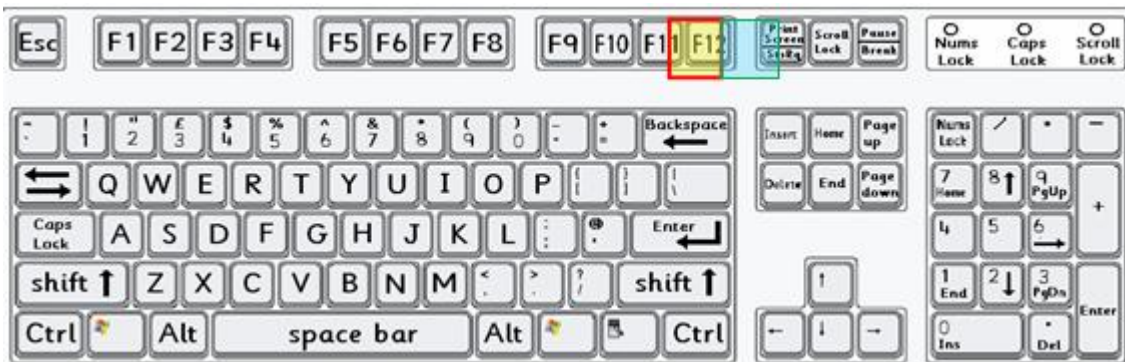 Esc F1 F2 F3 F4 F5 F6 F7 F8 F9 F10 F11 F12 Print Screen SysRq Scroll Lock Pause Break
Nums Lock Caps Lock Scroll Lock
! 1 " 2 £ 3 $ 4 % 5 ^ 6 & 7 * 8 ( 9 ) 0 - + = Backspace Insert Home Page up Nums Lock / * -
Q W E R T Y U I O P { [ } ] | \ Delete End Page down 7 Home 8 9 PgUp +
Caps Lock A S D F G H J K L : ; @ ' Enter 4 5 6
shift Z X C V B N M < , > . ? / shift 1 End 2 3 PgDn Enter
Ctrl Alt space bar Alt Ctrl 0 Ins . Del